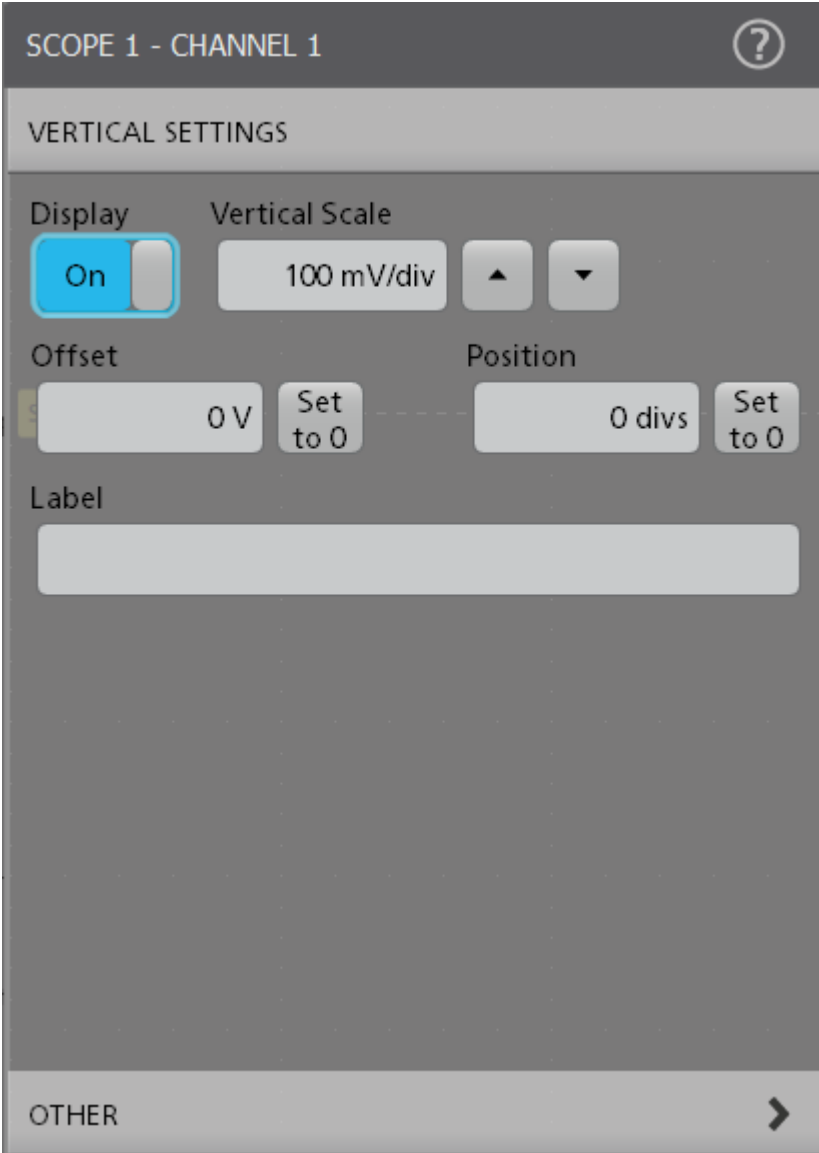 SCOPE 1 - CHANNEL 1 ?
VERTICAL SETTINGS
Display Vertical Scale
On 100 mV/div
Offset Position
0 V Set to 0 0 divs Set to 0
Label
OTHER